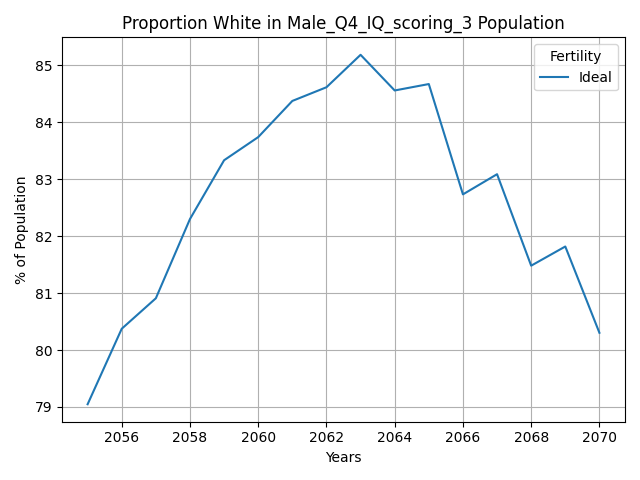 Proportion White in Male_Q4_IQ_scoring_3 Population
Fertility
Ideal
85
84
83
82
81
80
79
% of Population
2056 2058 2060 2062 2064 2066 2068 2070
Years